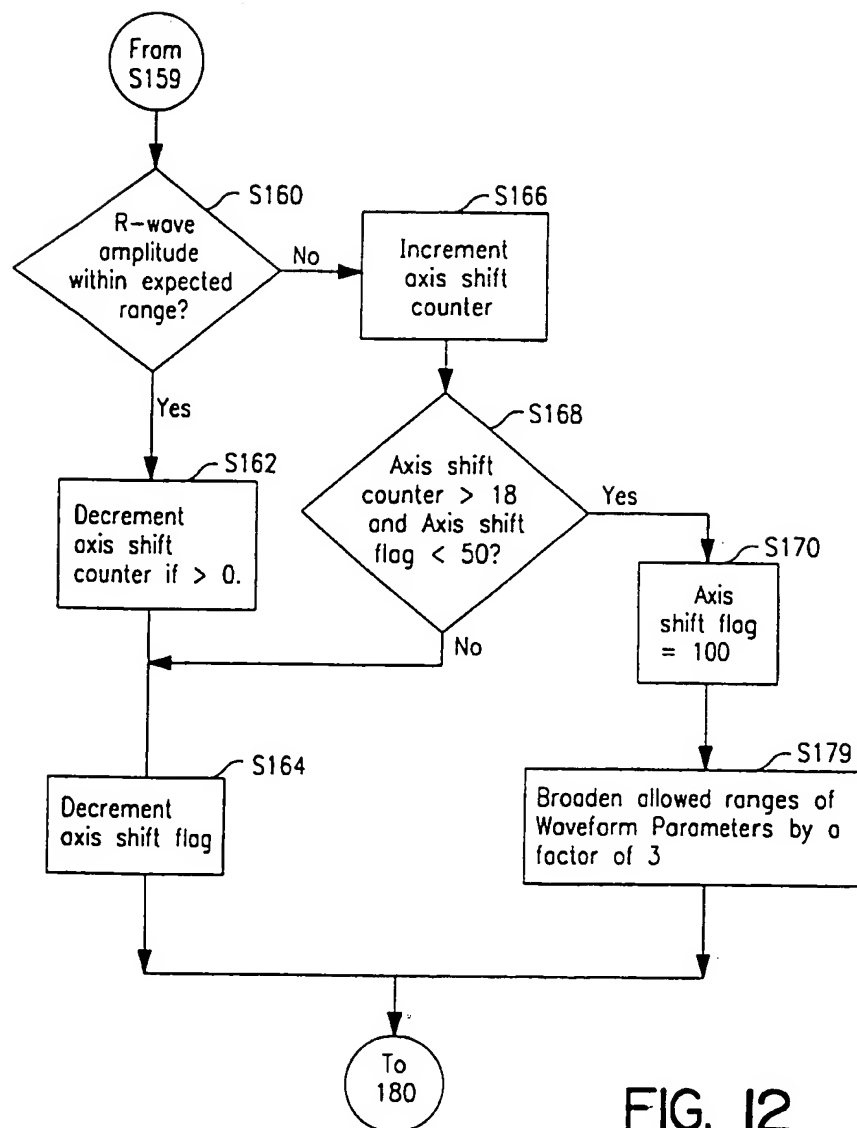 From
S159
S160
R-wave
amplitude
within expected
range?
No
Yes
S166
Increment
axis shift
counter
S168
Axis shift
counter > 18
and Axis shift
flag < 50?
Yes
No
S162
Decrement
axis shift
counter if > 0.
S170
Axis
shift flag
= 100
S164
Decrement
axis shift flag
S179
Broaden allowed ranges of
Waveform Parameters by a
factor of 3
To
180
FIG. 12